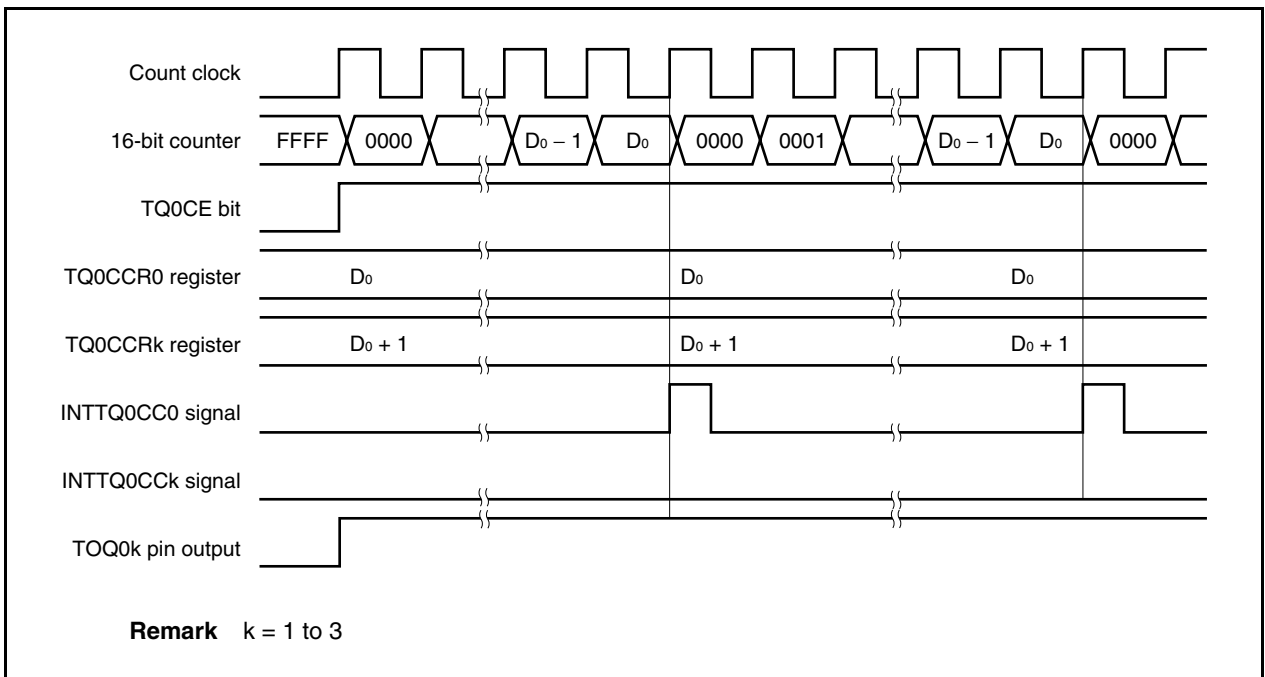 Count clock
16-bit counter FFFF 0000 D0 − 1 D0 0000 0001 D0 − 1 D0 0000
TQ0CE bit
TQ0CCR0 register D0 D0 D0
TQ0CCRk register D0 + 1 D0 + 1 D0 + 1
INTTQ0CC0 signal
INTTQ0CCk signal
TOQ0k pin output
Remark k = 1 to 3